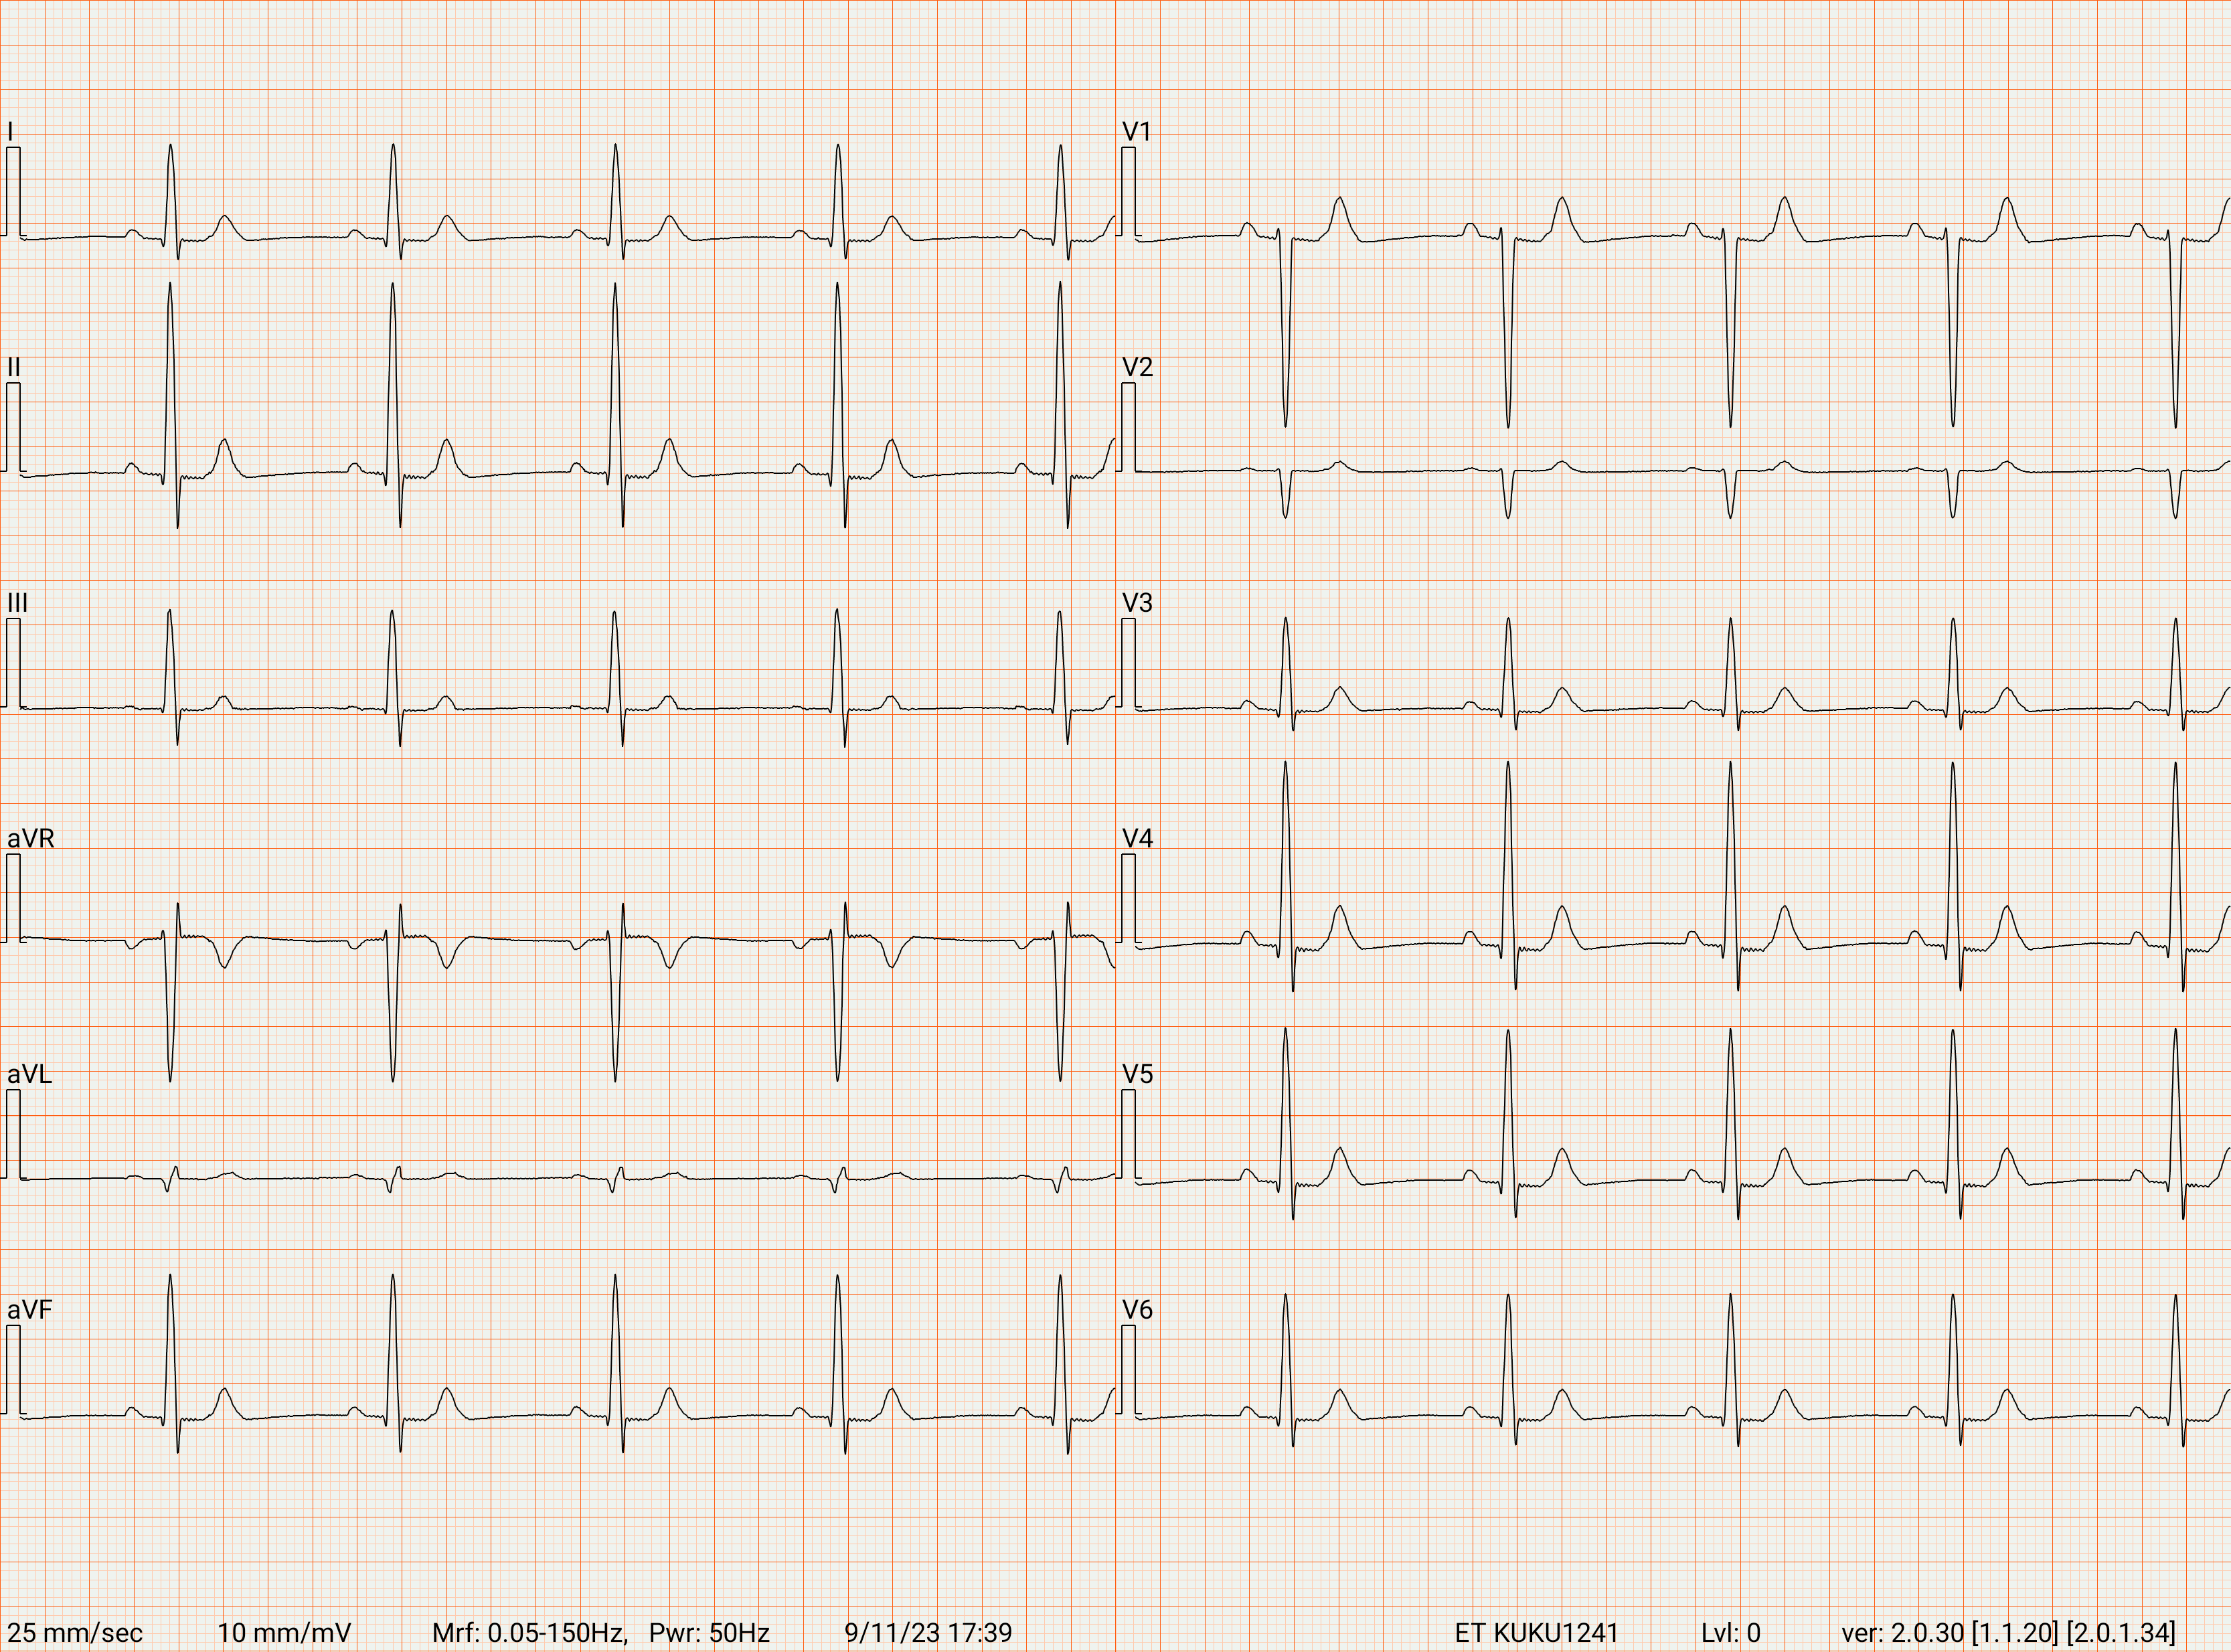 I
V1
II
V2
III
V3
aVR
V4
aVL
V5
aVF
V6
25 mm/sec 10 mm/mV Mrf: 0.05-150Hz, Pwr: 50Hz 9/11/23 17:39 ET KUKU1241 Lvl: 0 ver: 2.0.30 [1.1.20] [2.0.1.34]